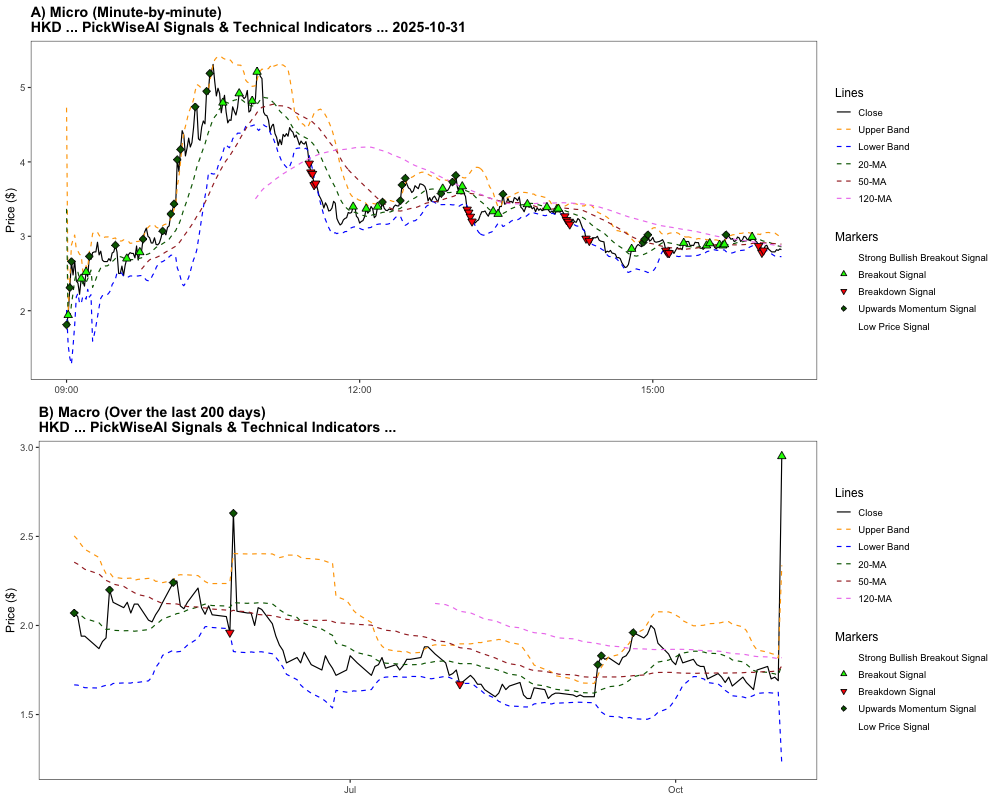 A) Micro (Minute-by-minute)
HKD ... PickWiseAI Signals & Technical Indicators ... 2025-10-31
Price ($)
5
4
3
2
09:00
12:00
15:00
Lines
Close
Upper Band
Lower Band
20-MA
50-MA
120-MA
Markers
Strong Bullish Breakout Signal
Breakout Signal
Breakdown Signal
Upwards Momentum Signal
Low Price Signal
B) Macro (Over the last 200 days)
HKD ... PickWiseAI Signals & Technical Indicators ...
Price ($)
3.0
2.5
2.0
1.5
Jul
Oct
Lines
Close
Upper Band
Lower Band
20-MA
50-MA
120-MA
Markers
Strong Bullish Breakout Signal
Breakout Signal
Breakdown Signal
Upwards Momentum Signal
Low Price Signal